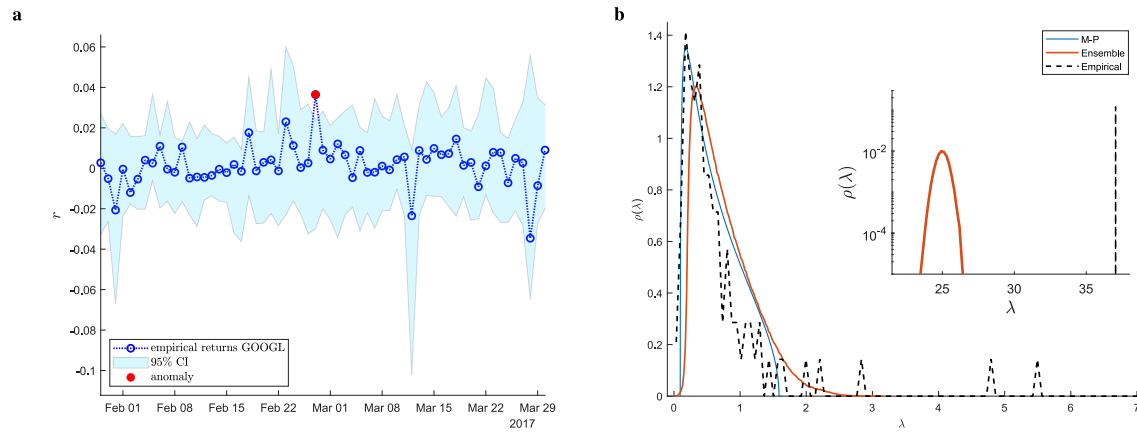 a
0.06
0.04
0.02
0
-0.02
-0.04
-0.06
-0.08
-0.1
r
empirical returns GOOGL
95% CI
anomaly
Feb 01 Feb 08 Feb 15 Feb 22 Mar 01 Mar 08 Mar 15 Mar 22 Mar 29
2017
b
1.4
1.2
1
0.8
0.6
0.4
0.2
0
ρ(λ)
0 1 2 3 4 5 6 7
λ
M-P
Ensemble
Empirical
10⁻²
10⁻⁴
ρ(λ)
25 30 35
λ